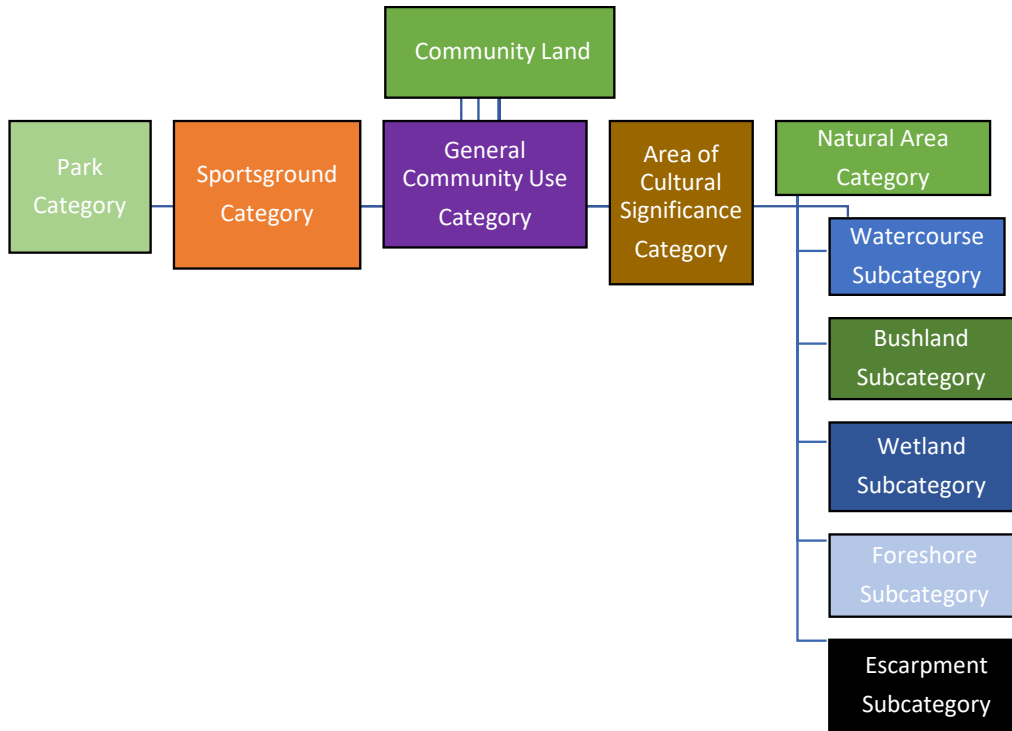 Community Land
Park
Category
Sportsground
Category
General
Community Use
Category
Area of
Cultural
Significance
Category
Natural Area
Category
Watercourse
Subcategory
Bushland
Subcategory
Wetland
Subcategory
Foreshore
Subcategory
Escarpment
Subcategory